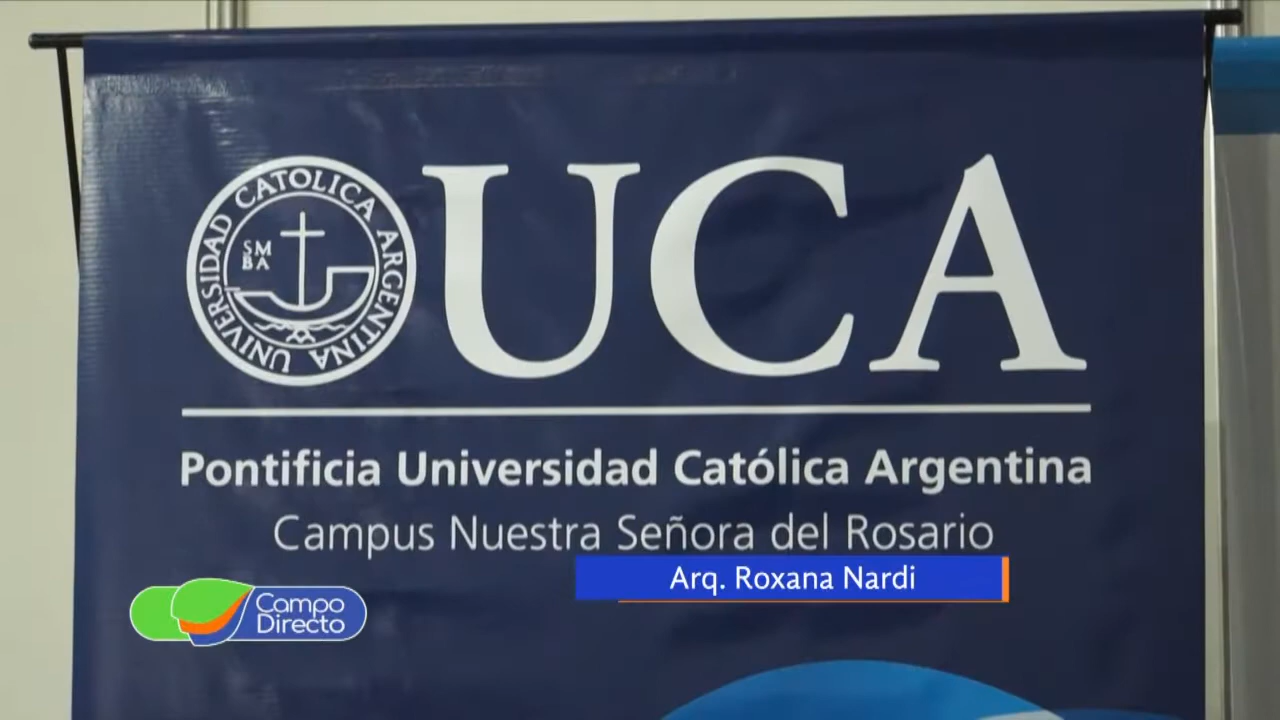 UNIVERSIDAD CATOLICA ARGENTINA
SM
BA
UCA
Pontificia Universidad Católica Argentina
Campus Nuestra Señora del Rosario
Arq. Roxana Nardi
Campo
Directo